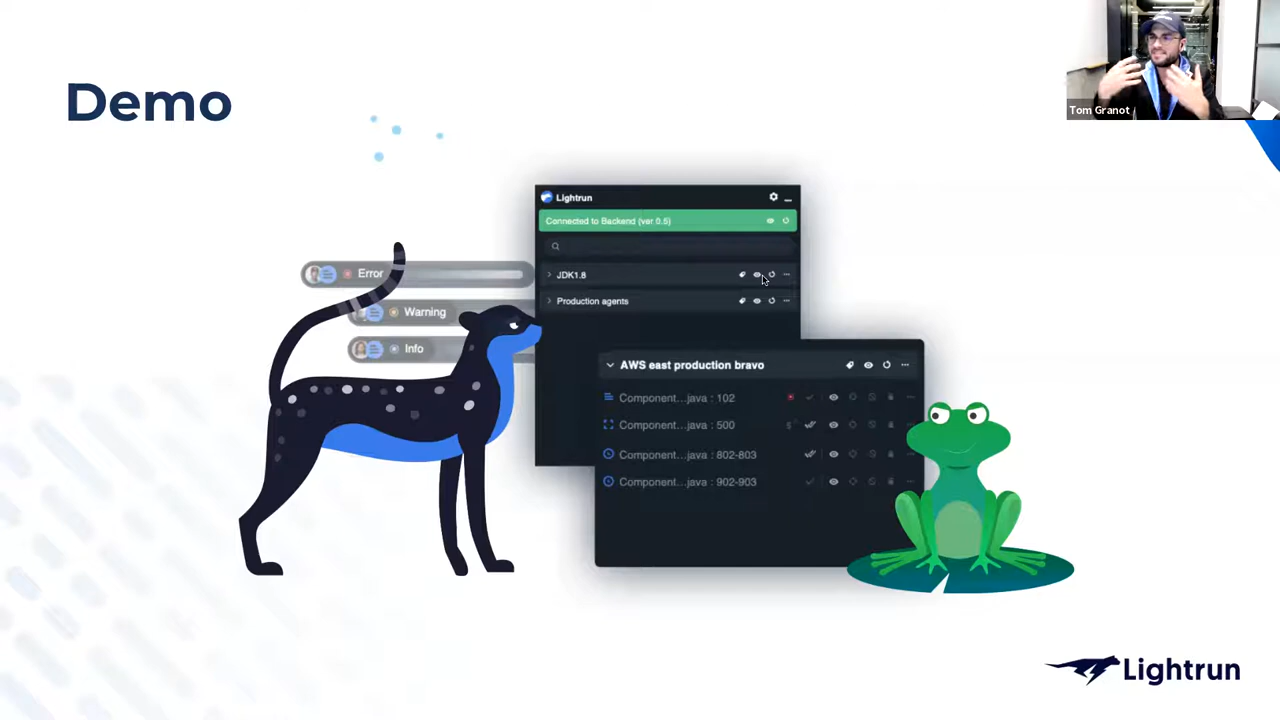 Demo
Tom Granot
Lightrun
Connected to Backend (ver 0.5)
JDK1.8
Production agents
Error
Warning
Info
AWS east production bravo
Component...java : 102
Component...java : 500
Component...java : 802-803
Component...java : 902-903
Lightrun